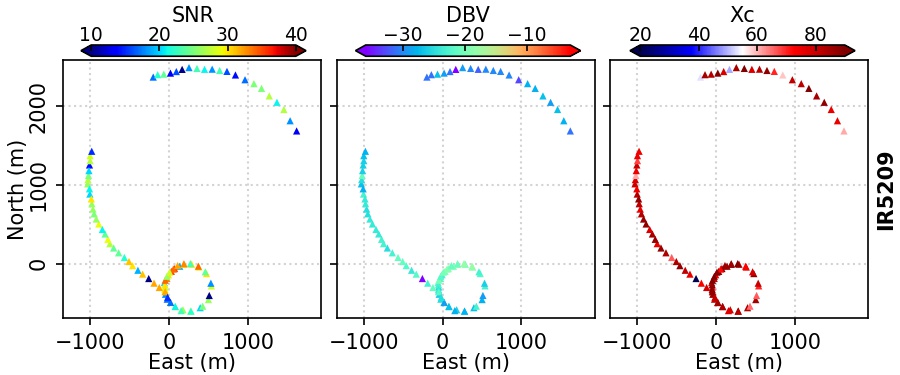 SNR DBV Xc
10 20 30 40 −30 −20 −10 20 40 60 80
2000
1000
0
North (m)
IR5209
−1000 0 1000 −1000 0 1000 −1000 0 1000
East (m) East (m) East (m)